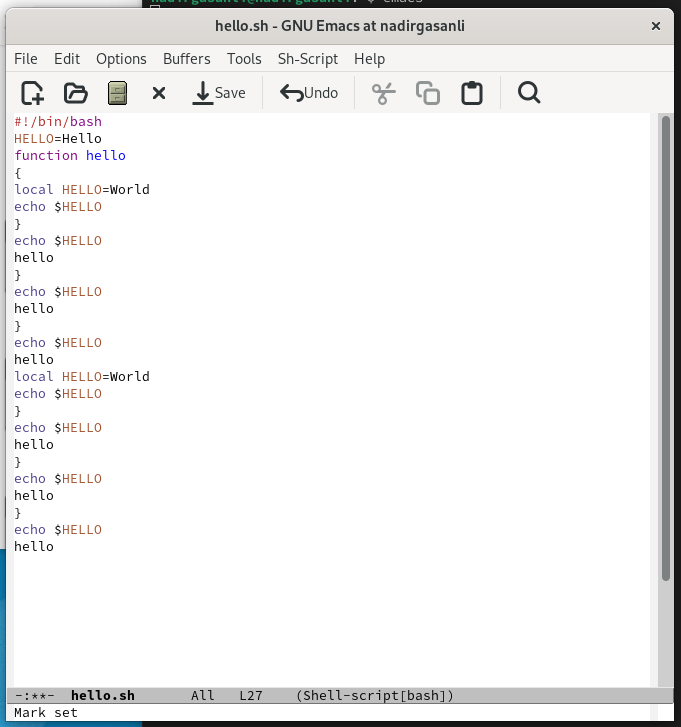 hello.sh - GNU Emacs at nadirgasanli
File Edit Options Buffers Tools Sh-Script Help
Save Undo
#!/bin/bash
HELLO=Hello
function hello
{
local HELLO=World
echo $HELLO
}
echo $HELLO
hello
}
echo $HELLO
hello
}
echo $HELLO
hello
local HELLO=World
echo $HELLO
}
echo $HELLO
hello
}
echo $HELLO
hello
}
echo $HELLO
hello
-:**- hello.sh All L27 (Shell-script[bash])
Mark set